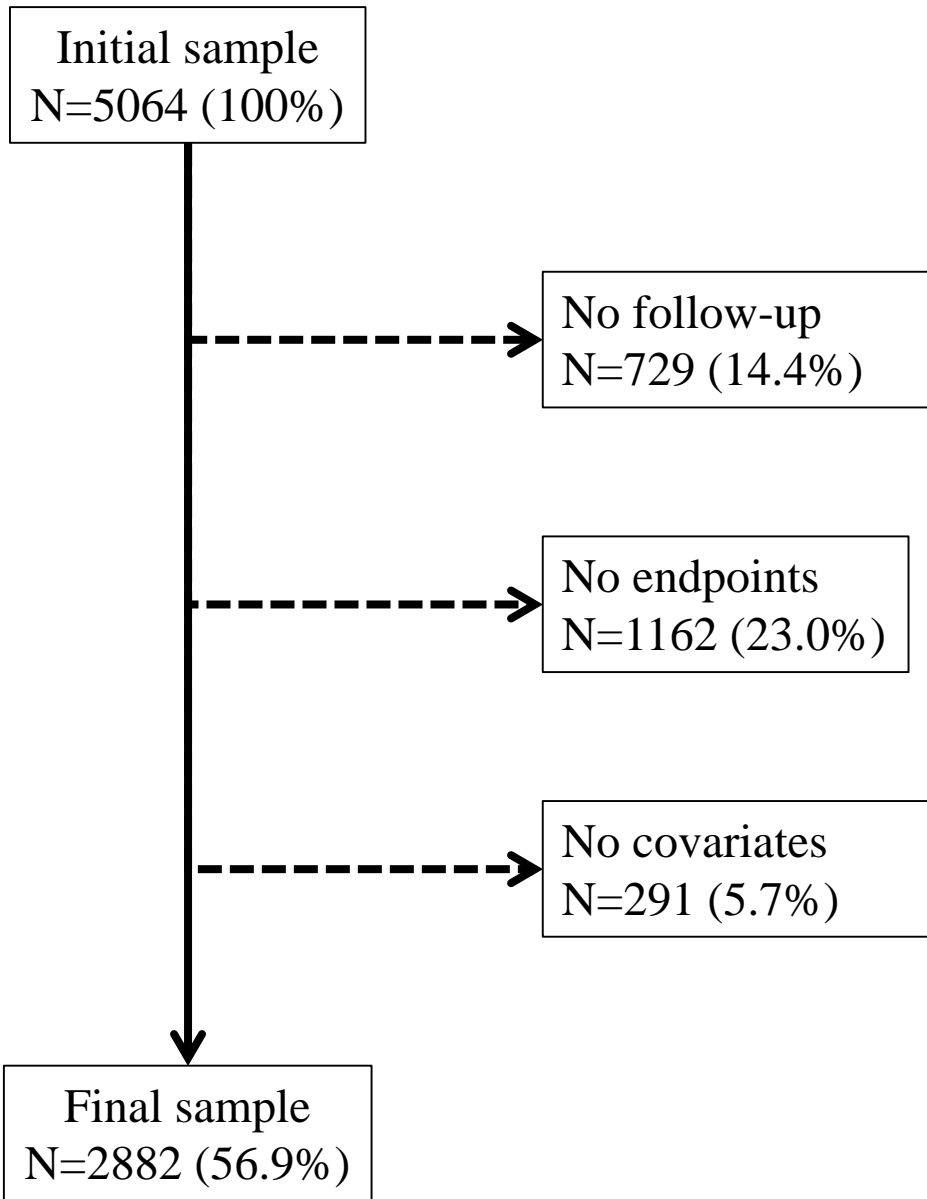 Initial sample
N=5064 (100%)
No follow-up
N=729 (14.4%)
No endpoints
N=1162 (23.0%)
No covariates
N=291 (5.7%)
Final sample
N=2882 (56.9%)